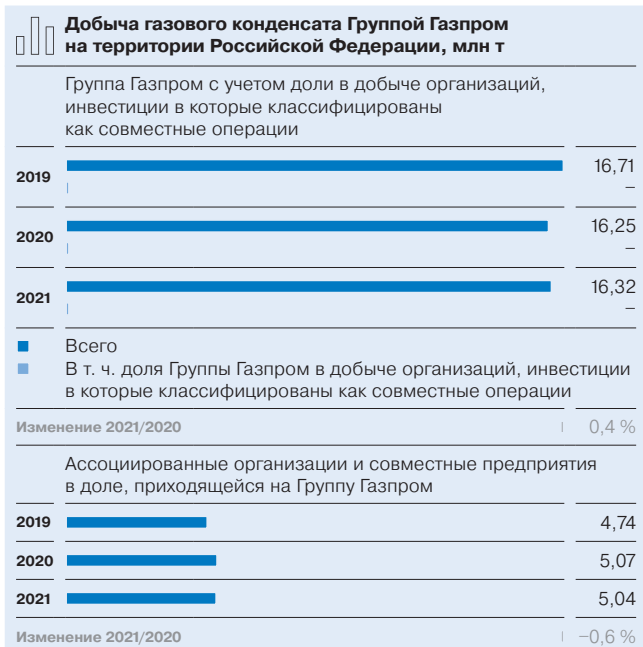 Добыча газового конденсата Группой Газпром
на территории Российской Федерации, млн т
Группа Газпром с учетом доли в добыче организаций,
инвестиции в которые классифицированы
как совместные операции
2019 16,71
–
2020 16,25
–
2021 16,32
–
Всего
В т. ч. доля Группы Газпром в добыче организаций, инвестиции
в которые классифицированы как совместные операции
Изменение 2021/2020 0,4 %
Ассоциированные организации и совместные предприятия
в доле, приходящейся на Группу Газпром
2019 4,74
2020 5,07
2021 5,04
Изменение 2021/2020 –0,6 %